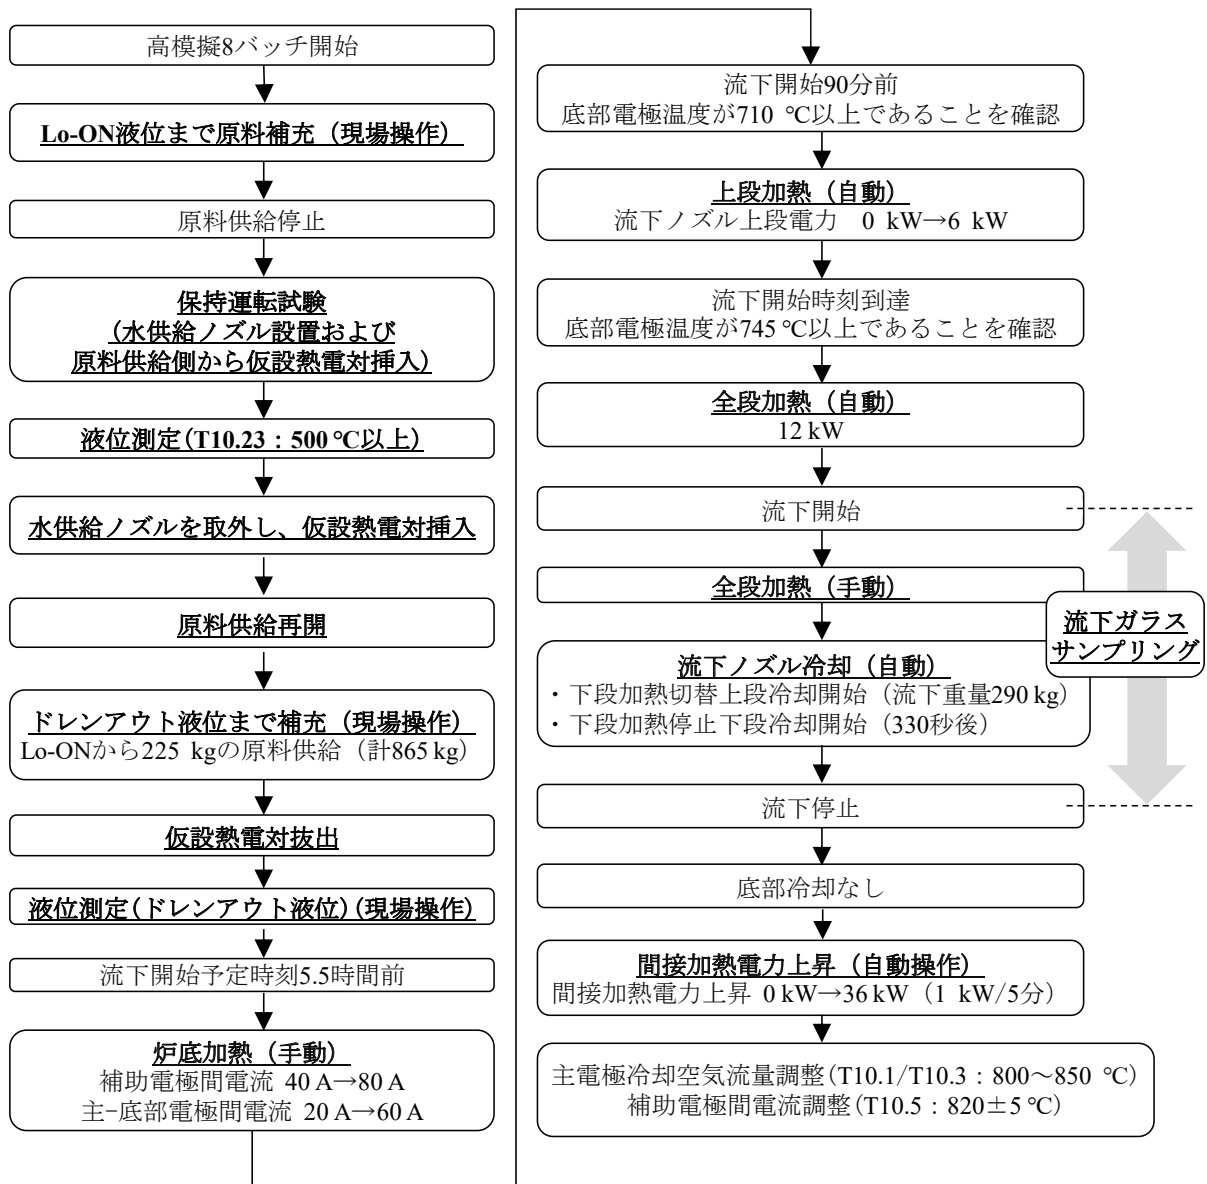 高模擬8バッチ開始
Lo-ON液位まで原料補充（現場操作）
原料供給停止
保持運転試験
（水供給ノズル設置および
原料供給側から仮設熱電対挿入）
液位測定（T10.23：500 ℃以上）
水供給ノズルを取外し、仮設熱電対挿入
原料供給再開
ドレンアウト液位まで補充（現場操作）
Lo-ONから225 kgの原料供給（計865 kg）
仮設熱電対抜出
液位測定（ドレンアウト液位）（現場操作）
流下開始予定時刻5.5時間前
炉底加熱（手動）
補助電極間電流 40 A→80 A
主−底部電極間電流 20 A→60 A
流下開始90分前
底部電極温度が710 ℃以上であることを確認
上段加熱（自動）
流下ノズル上段電力　0 kW→6 kW
流下開始時刻到達
底部電極温度が745 ℃以上であることを確認
全段加熱（自動）
12 kW
流下開始
全段加熱（手動）
流下ノズル冷却（自動）
・下段加熱切替上段冷却開始（流下重量290 kg）
・下段加熱停止下段冷却開始（330秒後）
流下停止
底部冷却なし
間接加熱電力上昇（自動操作）
間接加熱電力上昇 0 kW→36 kW（1 kW/5分）
主電極冷却空気流量調整（T10.1/T10.3：800～850 ℃）
補助電極間電流調整（T10.5：820±5 ℃）
流下ガラス
サンプリング